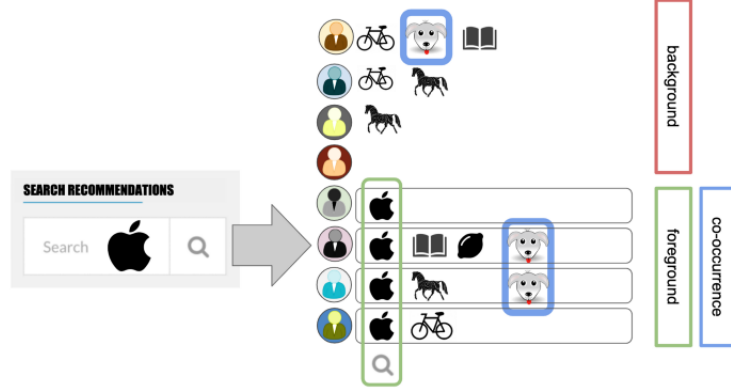 SEARCH RECOMMENDATIONS
Search
background
foreground
co-occurrence